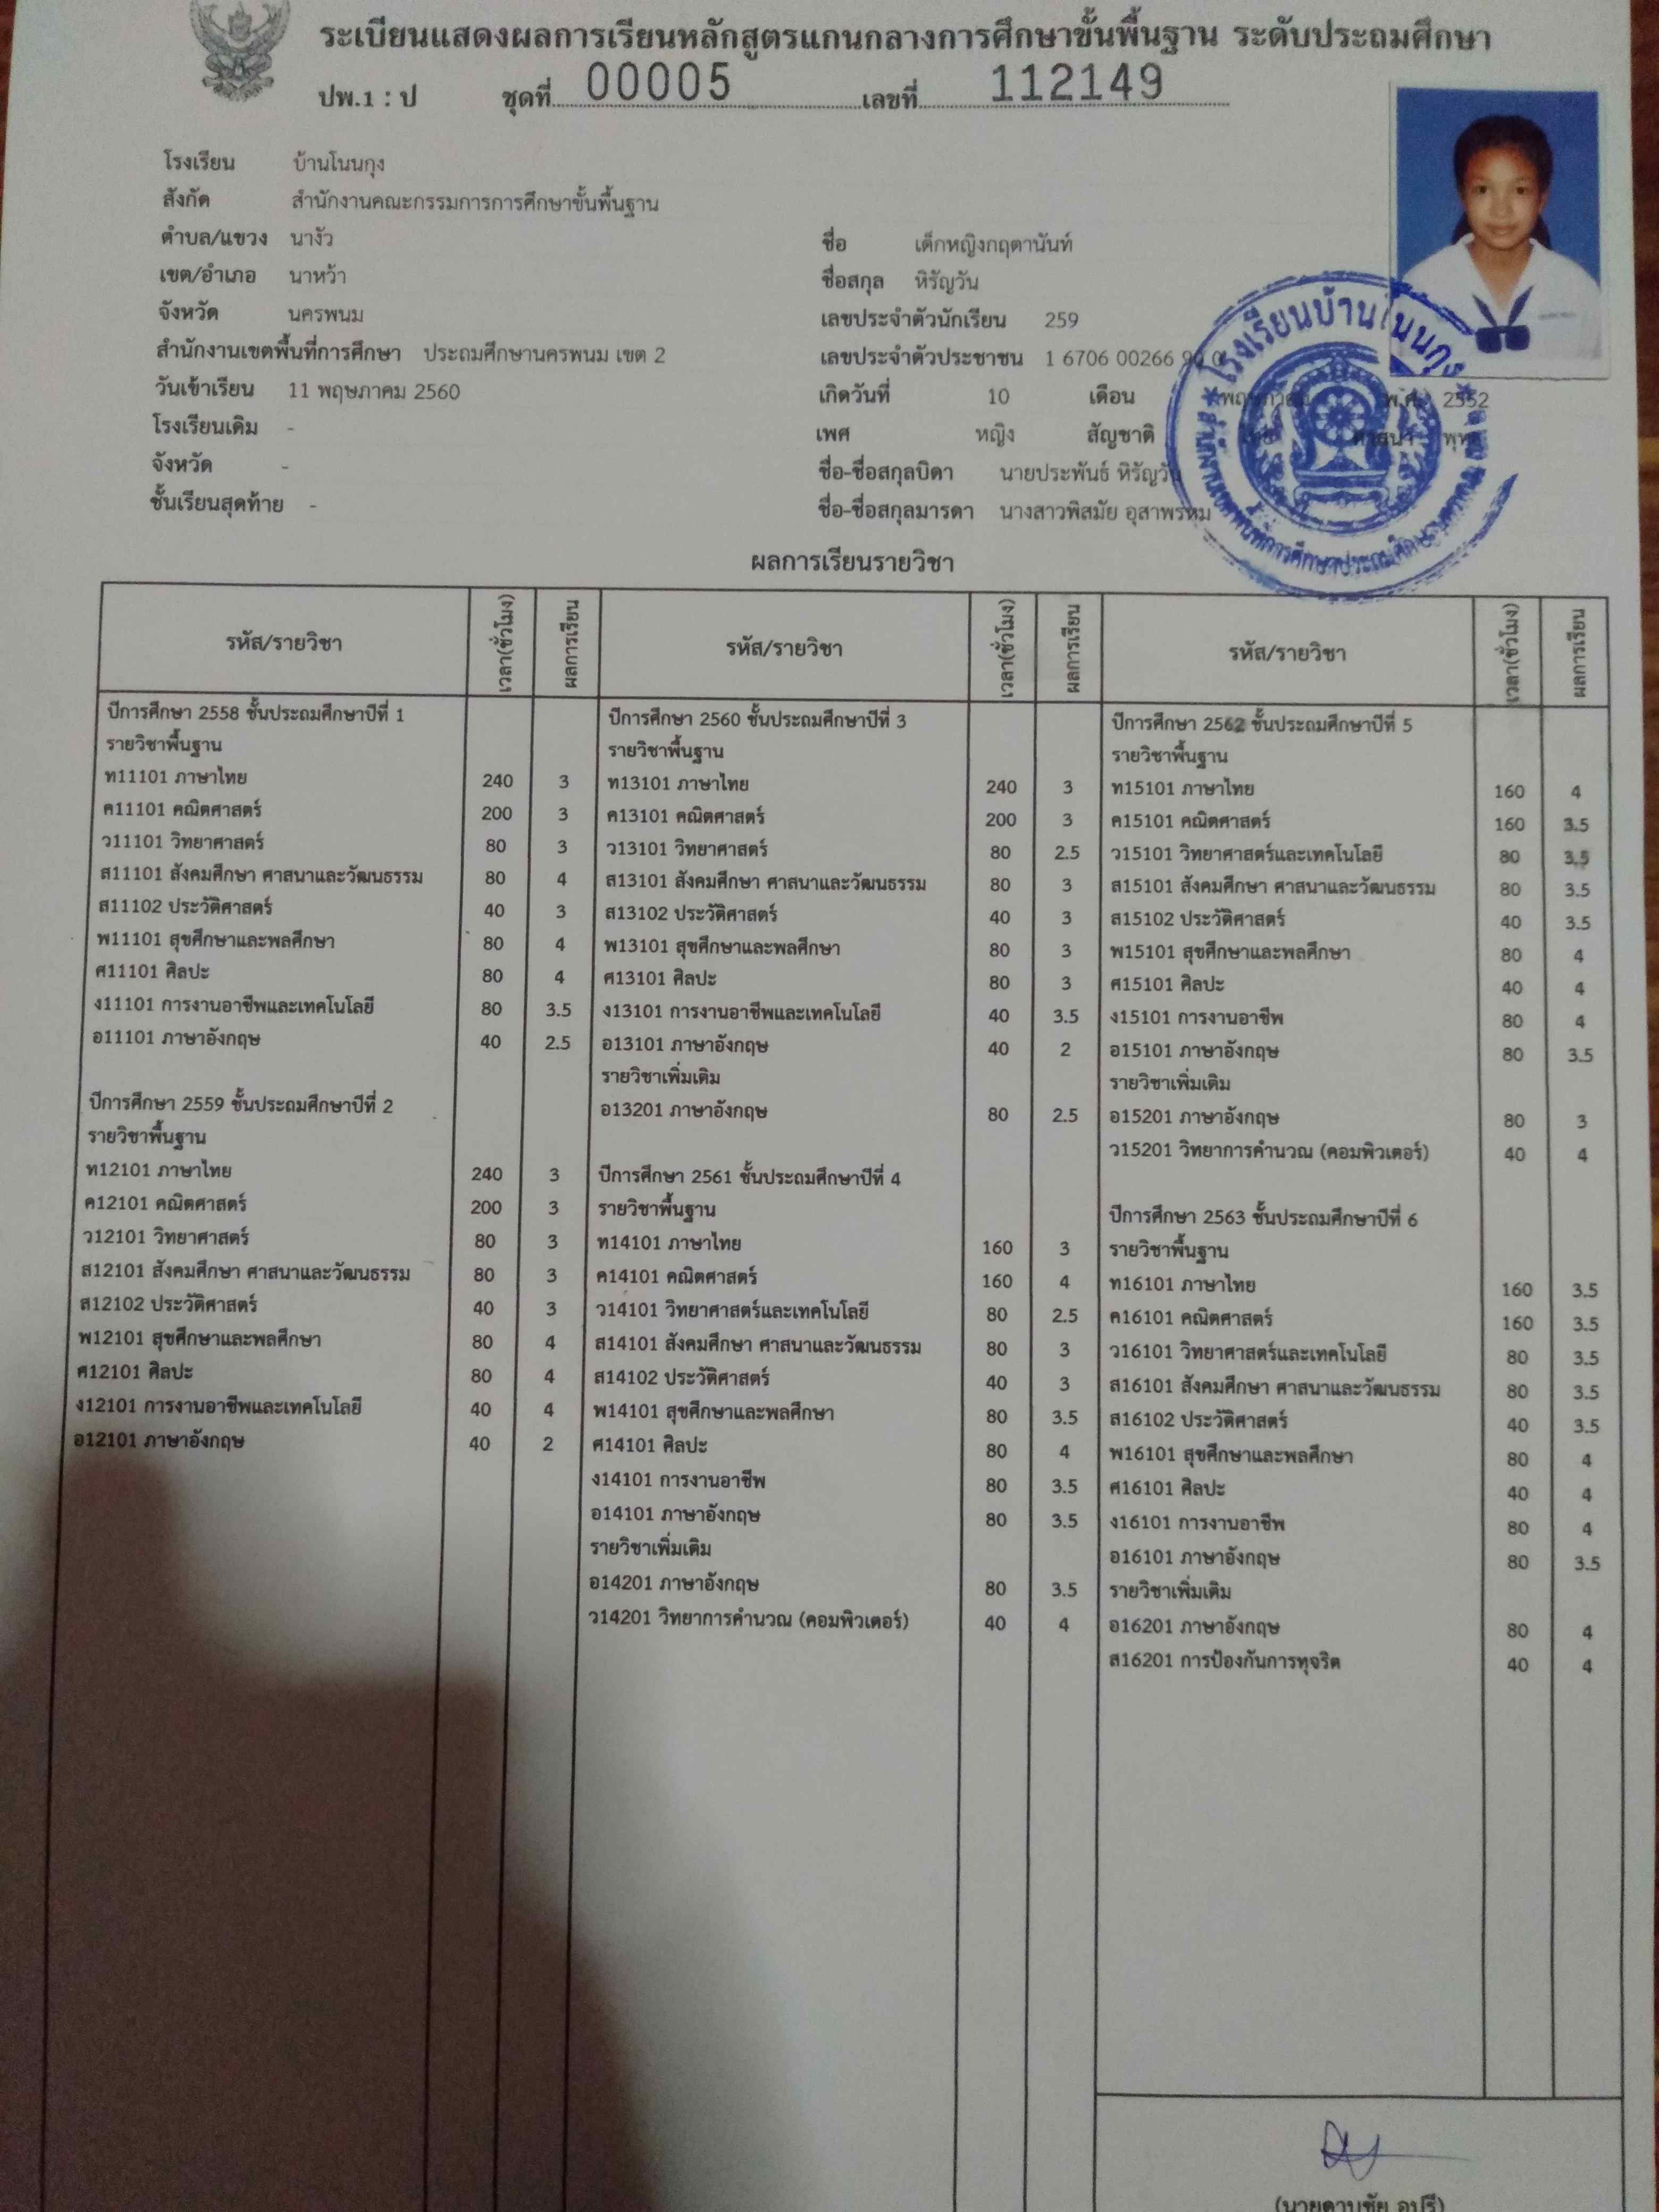 ระเบียนแสดงผลการเรียนหลักสูตรแกนกลางการศึกษาขั้นพื้นฐาน ระดับประถมศึกษา
ปพ.1 : ป ชุดที่ 00005 เลขที่ 112149
โรงเรียน บ้านโนนกุง
สังกัด สำนักงานคณะกรรมการการศึกษาขั้นพื้นฐาน
ตำบล/แขวง นางัว
เขต/อำเภอ นาหว้า
จังหวัด นครพนม
สำนักงานเขตพื้นที่การศึกษา ประถมศึกษานครพนม เขต 2
วันเข้าเรียน 11 พฤษภาคม 2560
โรงเรียนเดิม -
จังหวัด -
ชั้นเรียนสุดท้าย -
ชื่อ เด็กหญิงกฤตานันท์
ชื่อสกุล หิรัญวัน
เลขประจำตัวนักเรียน 259
เลขประจำตัวประชาชน 1 6706 00266
เกิดวันที่ 10 เดือน พฤษภาคม พ.ศ. 2552
เพศ หญิง สัญชาติ ศาสนา พุทธ
ชื่อ-ชื่อสกุลบิดา นายประพันธ์ หิรัญวัน
ชื่อ-ชื่อสกุลมารดา นางสาวพิสมัย อุสาพรหม
โรงเรียนบ้านโนนกุง
ผลการเรียนรายวิชา
รหัส/รายวิชา เวลา(ชั่วโมง) ผลการเรียน
ปีการศึกษา 2558 ชั้นประถมศึกษาปีที่ 1
รายวิชาพื้นฐาน
ท11101 ภาษาไทย 240 3
ค11101 คณิตศาสตร์ 200 3
ว11101 วิทยาศาสตร์ 80 3
ส11101 สังคมศึกษา ศาสนาและวัฒนธรรม 80 4
ส11102 ประวัติศาสตร์ 40 3
พ11101 สุขศึกษาและพลศึกษา 80 4
ศ11101 ศิลปะ 80 4
ง11101 การงานอาชีพและเทคโนโลยี 80 3.5
อ11101 ภาษาอังกฤษ 40 2.5
ปีการศึกษา 2559 ชั้นประถมศึกษาปีที่ 2
รายวิชาพื้นฐาน
ท12101 ภาษาไทย 240 3
ค12101 คณิตศาสตร์ 200 3
ว12101 วิทยาศาสตร์ 80 3
ส12101 สังคมศึกษา ศาสนาและวัฒนธรรม 80 3
ส12102 ประวัติศาสตร์ 40 3
พ12101 สุขศึกษาและพลศึกษา 80 4
ศ12101 ศิลปะ 80 4
ง12101 การงานอาชีพและเทคโนโลยี 40 4
อ12101 ภาษาอังกฤษ 40 2
รหัส/รายวิชา เวลา(ชั่วโมง) ผลการเรียน
ปีการศึกษา 2560 ชั้นประถมศึกษาปีที่ 3
รายวิชาพื้นฐาน
ท13101 ภาษาไทย 240 3
ค13101 คณิตศาสตร์ 200 3
ว13101 วิทยาศาสตร์ 80 2.5
ส13101 สังคมศึกษา ศาสนาและวัฒนธรรม 80 3
ส13102 ประวัติศาสตร์ 40 3
พ13101 สุขศึกษาและพลศึกษา 80 3
ศ13101 ศิลปะ 80 3
ง13101 การงานอาชีพและเทคโนโลยี 40 3.5
อ13101 ภาษาอังกฤษ 40 2
รายวิชาเพิ่มเติม
อ13201 ภาษาอังกฤษ 80 2.5
ปีการศึกษา 2561 ชั้นประถมศึกษาปีที่ 4
รายวิชาพื้นฐาน
ท14101 ภาษาไทย 160 3
ค14101 คณิตศาสตร์ 160 4
ว14101 วิทยาศาสตร์และเทคโนโลยี 80 2.5
ส14101 สังคมศึกษา ศาสนาและวัฒนธรรม 80 3
ส14102 ประวัติศาสตร์ 40 3
พ14101 สุขศึกษาและพลศึกษา 80 3.5
ศ14101 ศิลปะ 80 4
ง14101 การงานอาชีพ 80 3.5
อ14101 ภาษาอังกฤษ 80 3.5
รายวิชาเพิ่มเติม
อ14201 ภาษาอังกฤษ 80 3.5
ว14201 วิทยาการคำนวณ (คอมพิวเตอร์) 40 4
รหัส/รายวิชา เวลา(ชั่วโมง) ผลการเรียน
ปีการศึกษา 2562 ชั้นประถมศึกษาปีที่ 5
รายวิชาพื้นฐาน
ท15101 ภาษาไทย 160 4
ค15101 คณิตศาสตร์ 160 3.5
ว15101 วิทยาศาสตร์และเทคโนโลยี 80 3.5
ส15101 สังคมศึกษา ศาสนาและวัฒนธรรม 80 3.5
ส15102 ประวัติศาสตร์ 40 3.5
พ15101 สุขศึกษาและพลศึกษา 80 4
ศ15101 ศิลปะ 40 4
ง15101 การงานอาชีพ 80 4
อ15101 ภาษาอังกฤษ 80 3.5
รายวิชาเพิ่มเติม
อ15201 ภาษาอังกฤษ 80 3
ว15201 วิทยาการคำนวณ (คอมพิวเตอร์) 40 4
ปีการศึกษา 2563 ชั้นประถมศึกษาปีที่ 6
รายวิชาพื้นฐาน
ท16101 ภาษาไทย 160 3.5
ค16101 คณิตศาสตร์ 160 3.5
ว16101 วิทยาศาสตร์และเทคโนโลยี 80 3.5
ส16101 สังคมศึกษา ศาสนาและวัฒนธรรม 80 3.5
ส16102 ประวัติศาสตร์ 40 3.5
พ16101 สุขศึกษาและพลศึกษา 80 4
ศ16101 ศิลปะ 40 4
ง16101 การงานอาชีพ 80 4
อ16101 ภาษาอังกฤษ 80 3.5
รายวิชาเพิ่มเติม
อ16201 ภาษาอังกฤษ 80 4
ส16201 การป้องกันการทุจริต 40 4